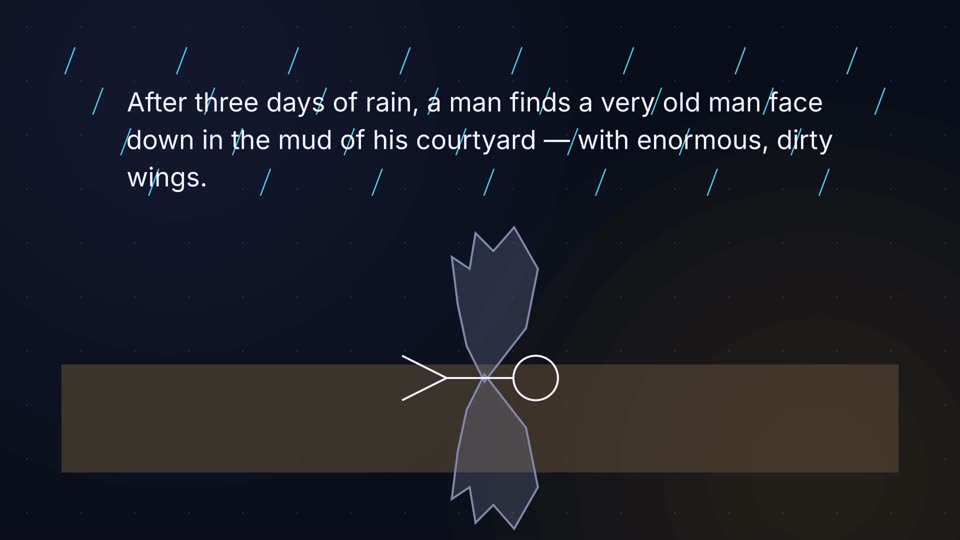 After three days of rain, a man finds a very old man face
down in the mud of his courtyard — with enormous, dirty
wings.